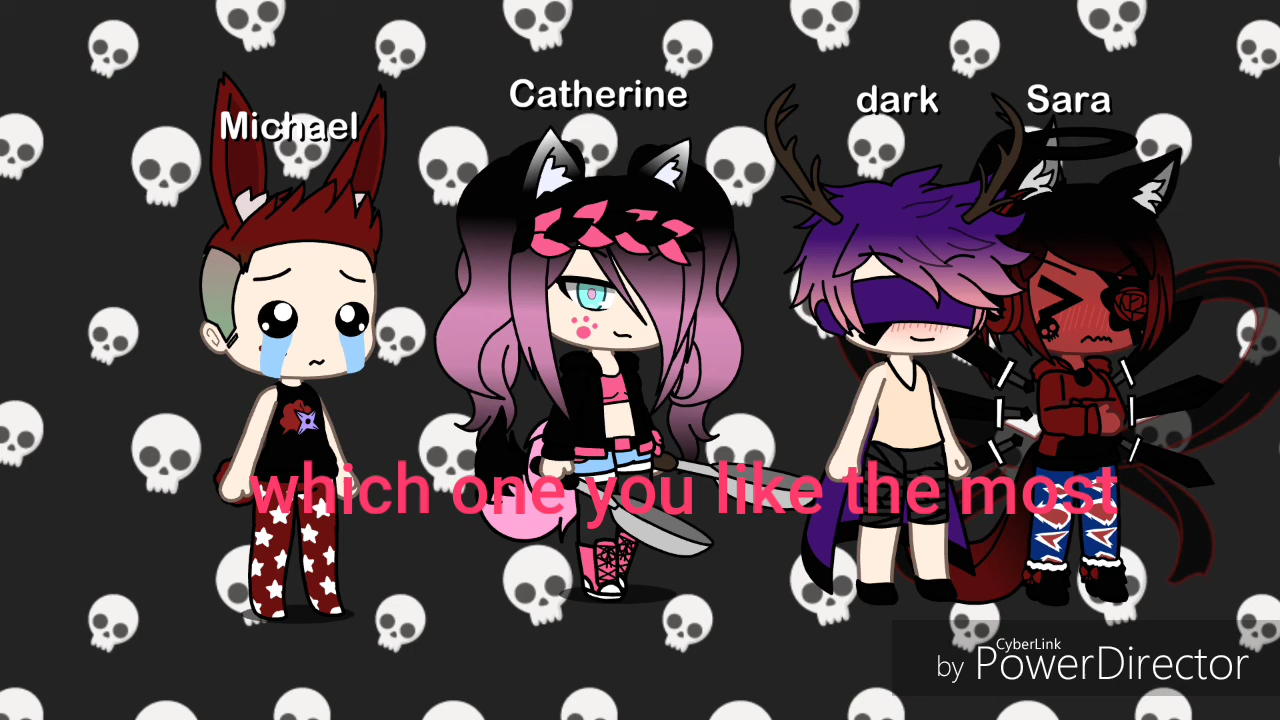 Michael
Catherine
dark
Sara
which one you like the most
CyberLink
by PowerDirector